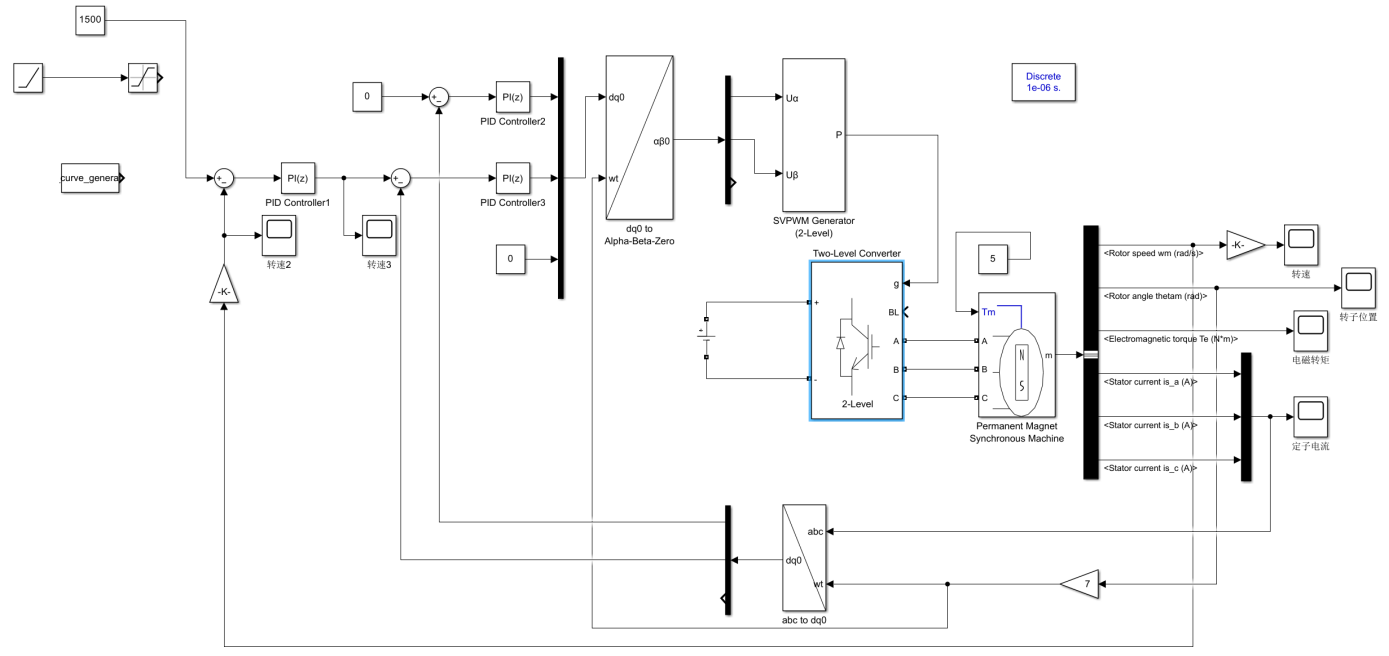 1500
_curve_genera
PI(z)
PID Controller1
转速2
转速3
-K-
0
PI(z)
PID Controller2
PI(z)
PID Controller3
0
dq0
wt
αβ0
dq0 to
Alpha-Beta-Zero
Uα
Uβ
P
SVPWM Generator
(2-Level)
Discrete
1e-06 s.
Two-Level Converter
+
-
g
BL
A
B
C
2-Level
5
Tm
A
B
C
m
N
S
Permanent Magnet
Synchronous Machine
<Rotor speed wm (rad/s)>
<Rotor angle thetam (rad)>
<Electromagnetic torque Te (N*m)>
<Stator current is_a (A)>
<Stator current is_b (A)>
<Stator current is_c (A)>
-K-
转速
转子位置
电磁转矩
定子电流
abc
dq0
wt
abc to dq0
7